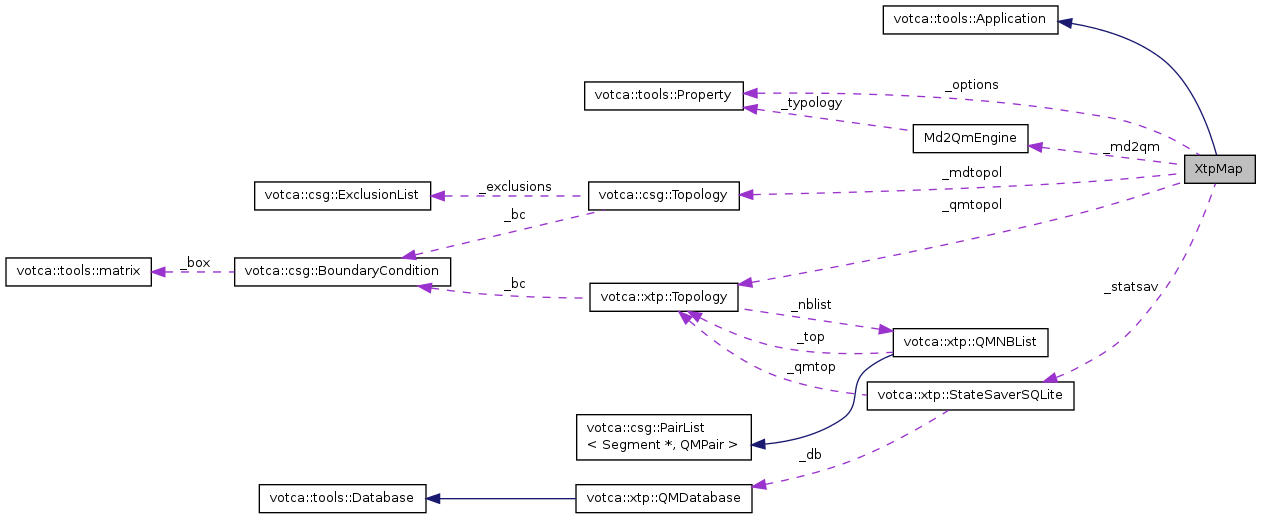 votca::tools::Application
votca::tools::Property
_options
_typology
Md2QmEngine
_md2qm
XtpMap
votca::csg::ExclusionList
_exclusions
votca::csg::Topology
_mdtopol
_qmtopol
_bc
votca::tools::matrix
_box
votca::csg::BoundaryCondition
_bc
votca::xtp::Topology
_nblist
_statsav
_top
votca::xtp::QMNBList
_qmtop
votca::xtp::StateSaverSQLite
votca::csg::PairList
< Segment *, QMPair >
_db
votca::tools::Database
votca::xtp::QMDatabase